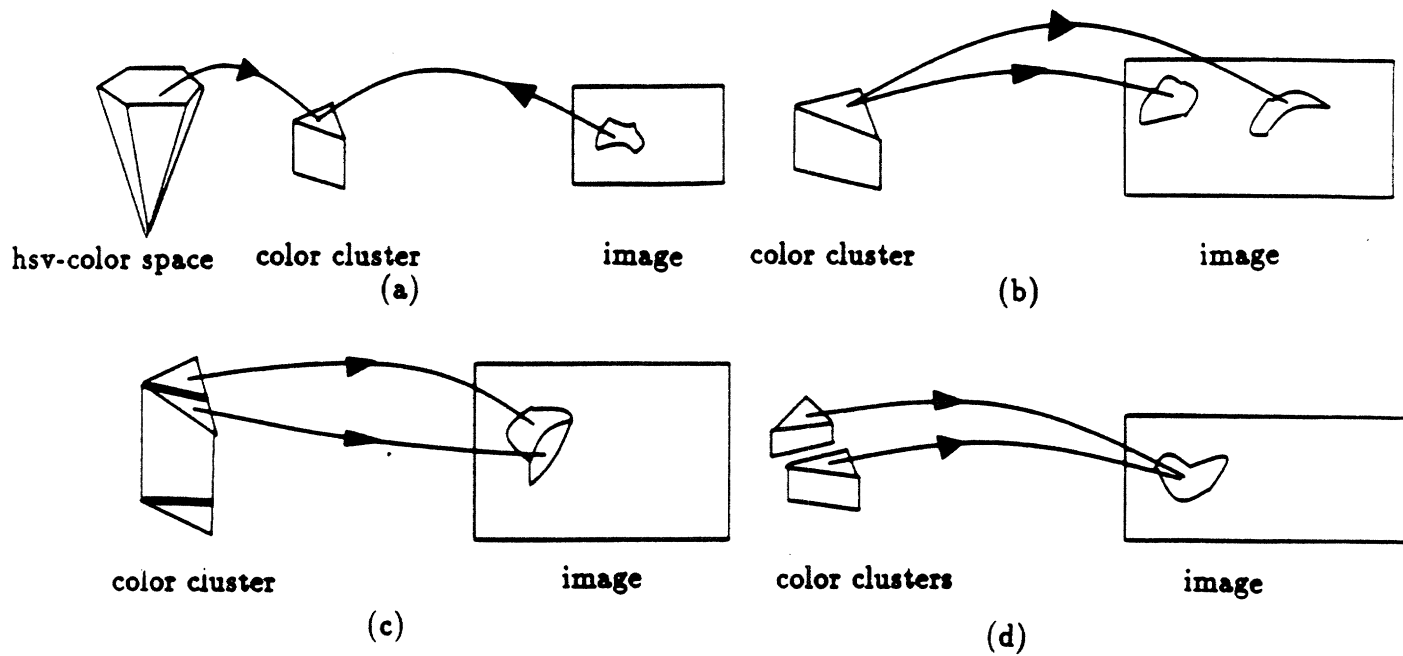 hsv-color space
color cluster
image
(a)
color cluster
image
(b)
color cluster
image
(c)
color clusters
image
(d)